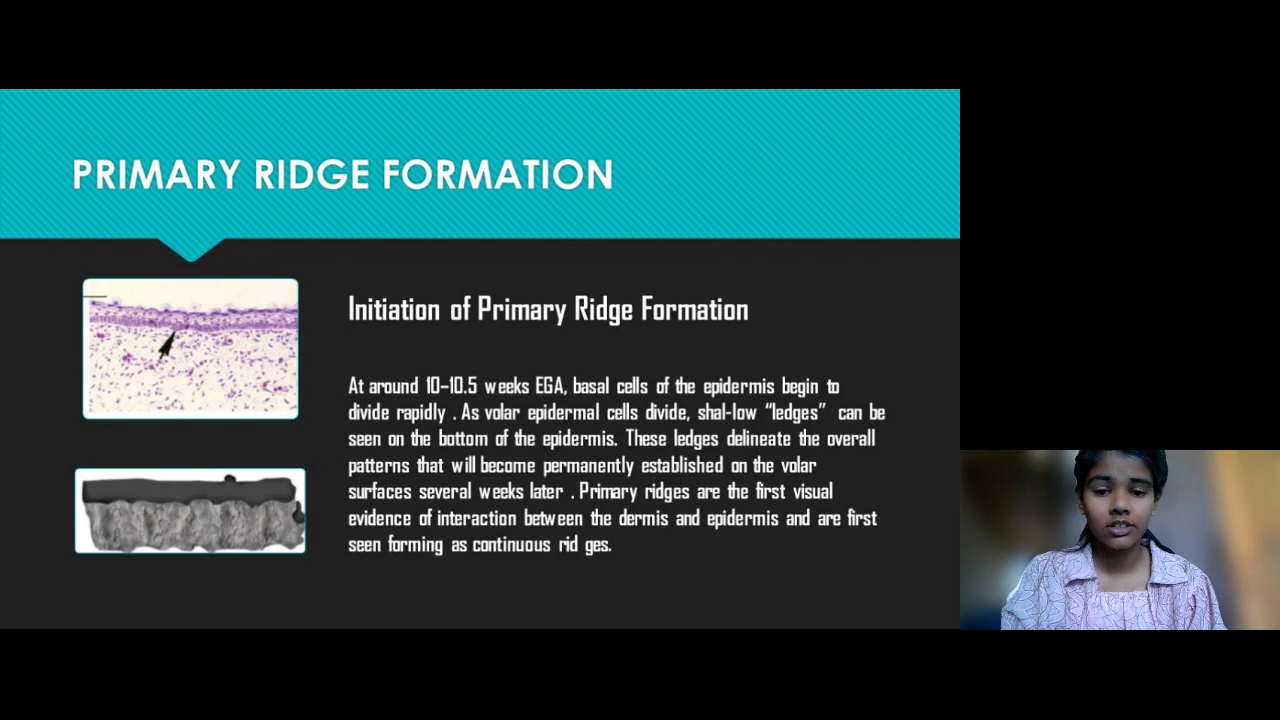 PRIMARY RIDGE FORMATION
Initiation of Primary Ridge Formation
At around 10–10.5 weeks EGA, basal cells of the epidermis begin to
divide rapidly . As volar epidermal cells divide, shal-low “ledges” can be
seen on the bottom of the epidermis. These ledges delineate the overall
patterns that will become permanently established on the volar
surfaces several weeks later . Primary ridges are the first visual
evidence of interaction between the dermis and epidermis and are first
seen forming as continuous rid ges.